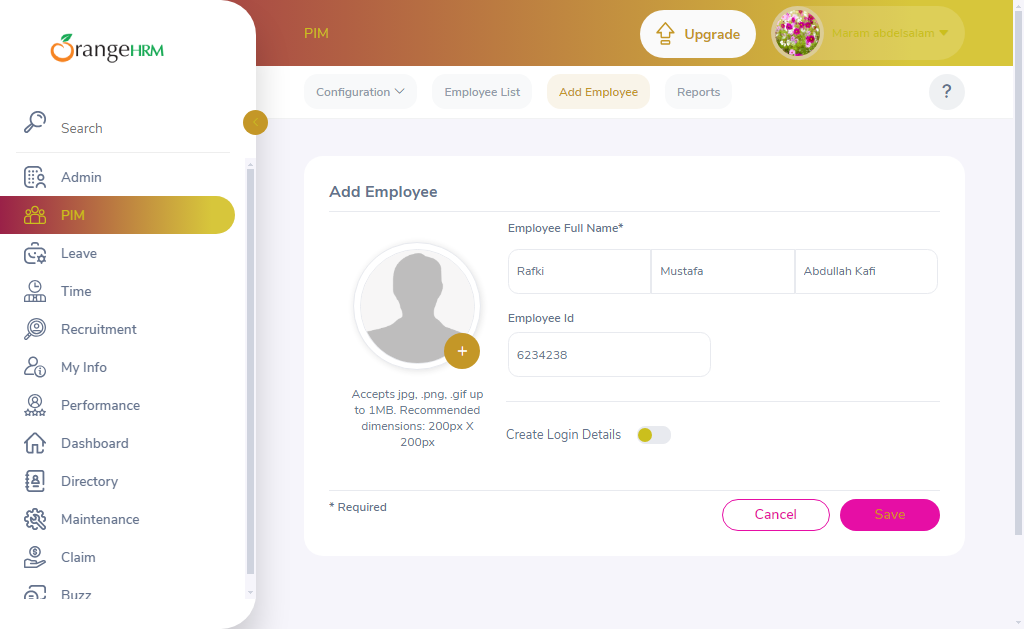 OrangeHRM
PIM
Upgrade
Maram abdelsalam
Configuration
Employee List
Add Employee
Reports
?
Search
Admin
PIM
Leave
Time
Recruitment
My Info
Performance
Dashboard
Directory
Maintenance
Claim
Buzz
Add Employee
Employee Full Name*
Rafki
Mustafa
Abdullah Kafi
Employee Id
6234238
+
Accepts jpg, .png, .gif up
to 1MB. Recommended
dimensions: 200px X
200px
Create Login Details
* Required
Cancel
Save